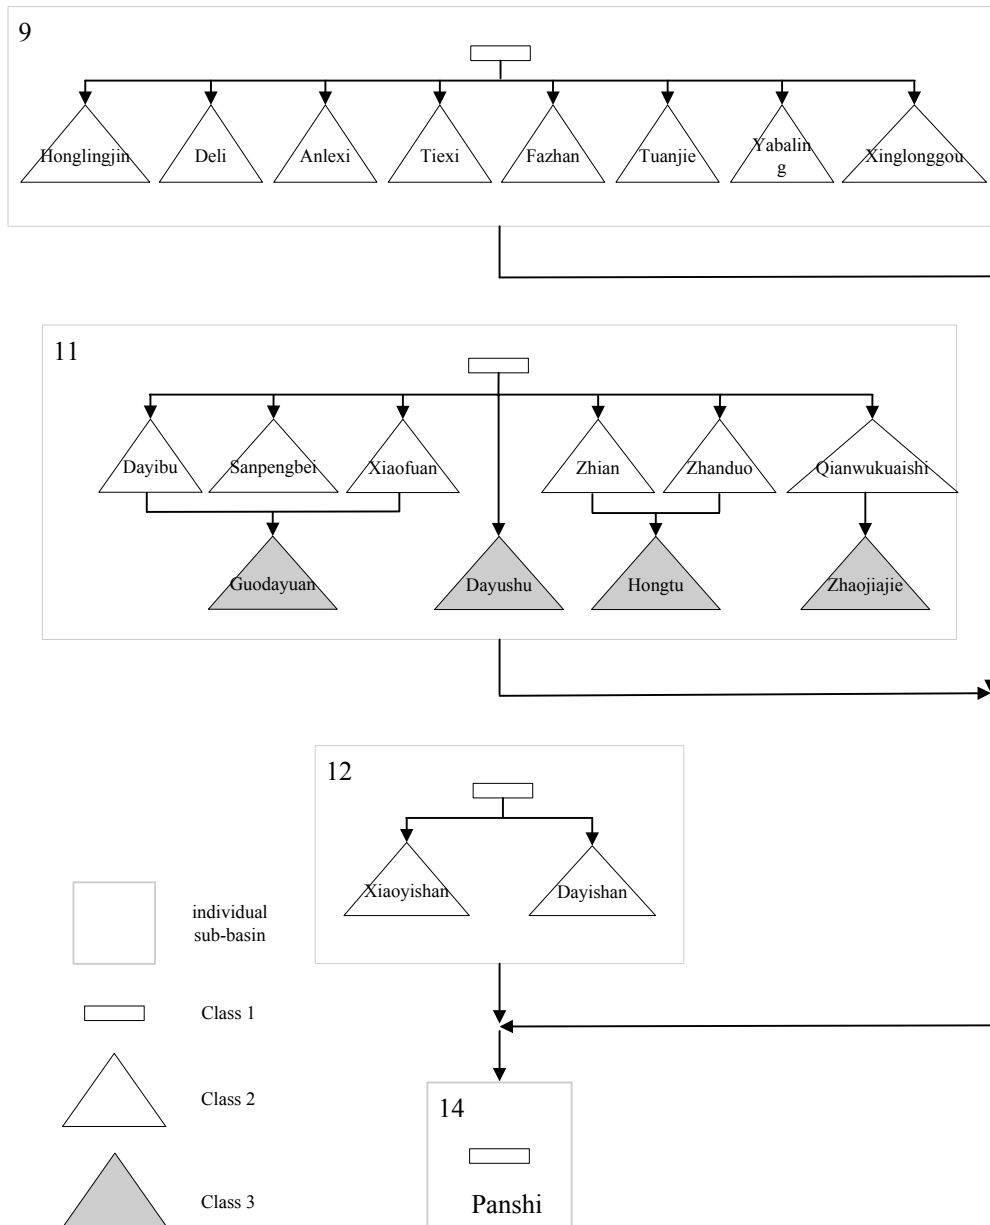 9
Honglingjin
Deli
Anlexi
Tiexi
Fazhan
Tuanjie
Yabalin
g
Xinglonggou
11
Dayibu
Sanpengbei
Xiaofuan
Zhian
Zhanduo
Qianwukuaishi
Guodayuan
Dayushu
Hongtu
Zhaojiajie
12
Xiaoyishan
Dayishan
individual
sub-basin
Class 1
Class 2
Class 3
14
Panshi